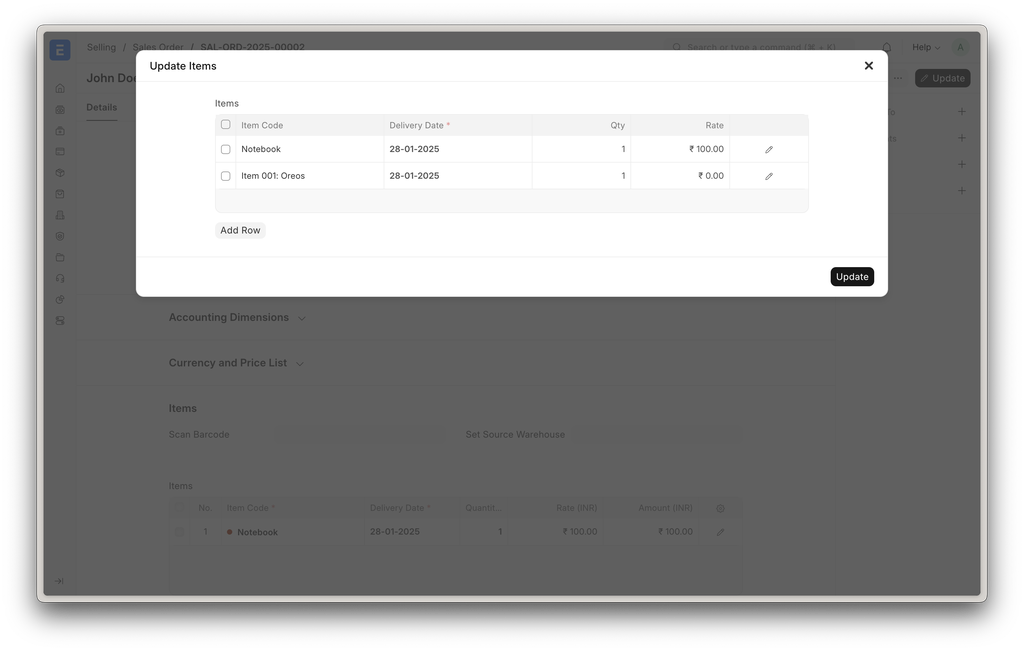 Selling / Sales Order / SAL-ORD-2025-00002
Search or type a command (⌘ + K)
Help
A
John Doe
Update
Details
Update Items
Items
Item Code Delivery Date * Qty Rate
Notebook 28-01-2025 1 ₹ 100.00
Item 001: Oreos 28-01-2025 1 ₹ 0.00
Add Row
Update
Accounting Dimensions
Currency and Price List
Items
Scan Barcode Set Source Warehouse
Items
No. Item Code * Delivery Date * Quantit... Rate (INR) Amount (INR)
1 Notebook 28-01-2025 1 ₹ 100.00 ₹ 100.00